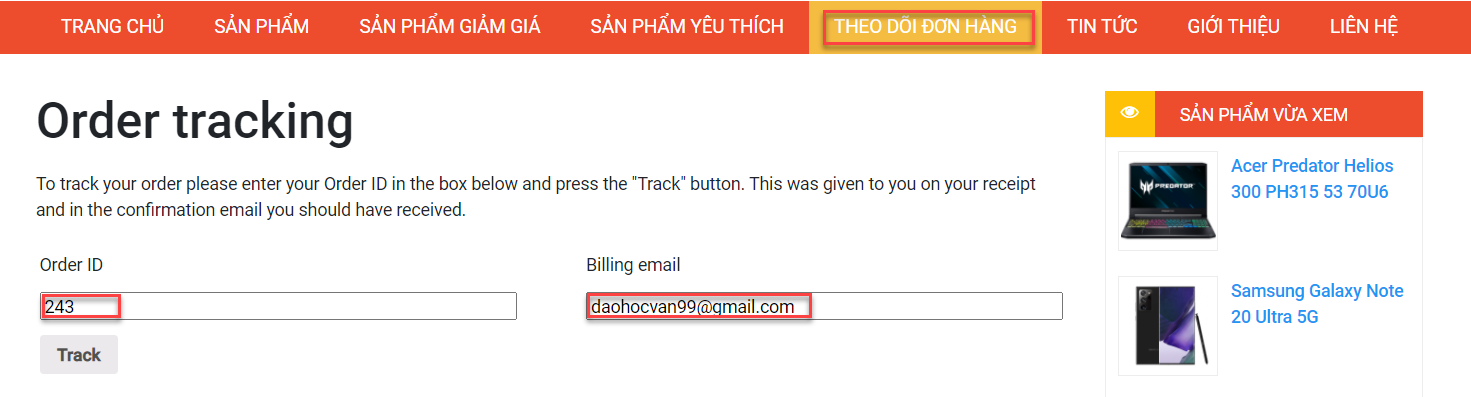 TRANG CHỦ SẢN PHẨM SẢN PHẨM GIẢM GIÁ SẢN PHẨM YÊU THÍCH THEO DÕI ĐƠN HÀNG TIN TỨC GIỚI THIỆU LIÊN HỆ
Order tracking
To track your order please enter your Order ID in the box below and press the "Track" button. This was given to you on your receipt
and in the confirmation email you should have received.
Order ID
243
Billing email
daohocvan99@gmail.com
Track
SẢN PHẨM VỪA XEM
PREDATOR
Acer Predator Helios
300 PH315 53 70U6
Samsung Galaxy Note
20 Ultra 5G